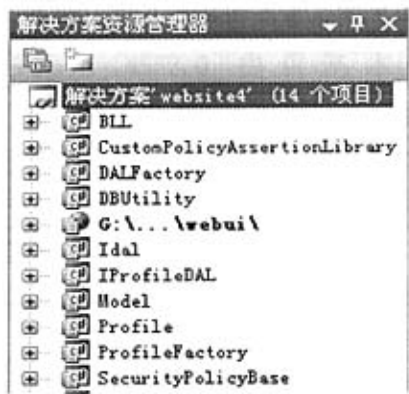 解决方案资源管理器
解决方案'website4' (14 个项目)
BLL
CustomPolicyAssertionLibrary
DALFactory
DBUtility
G:\...\webui\
Idal
IProfileDAL
Model
Profile
ProfileFactory
SecurityPolicyBase